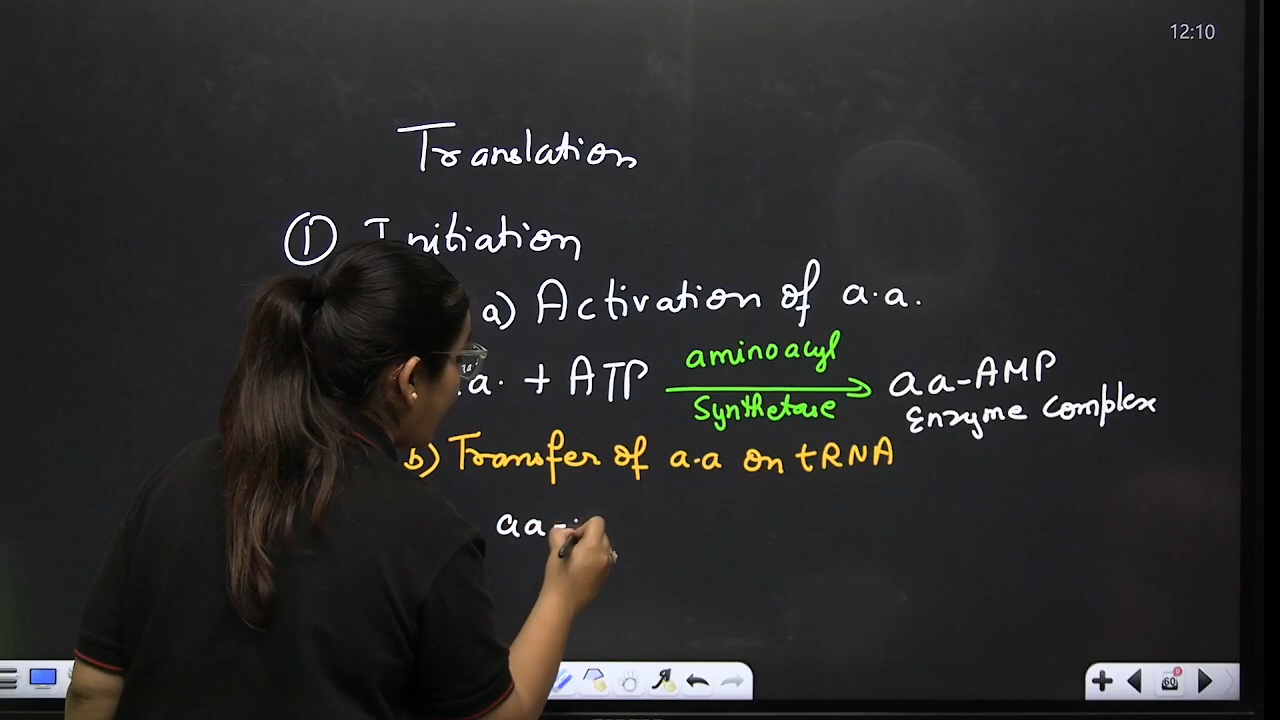 12:10
Translation
① Initiation
a) Activation of a.a.
aminoacyl
a. + ATP → aa-AMP
Synthetase
Enzyme Complex
b) Transfer of a.a on tRNA
aa-
60